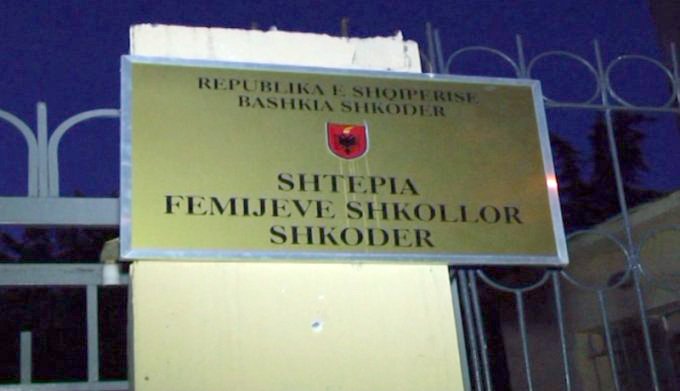 REPUBLIKA E SHQIPERISE
BASHKIA SHKODER
SHTEPIA
FEMIJEVE SHKOLLOR
SHKODER